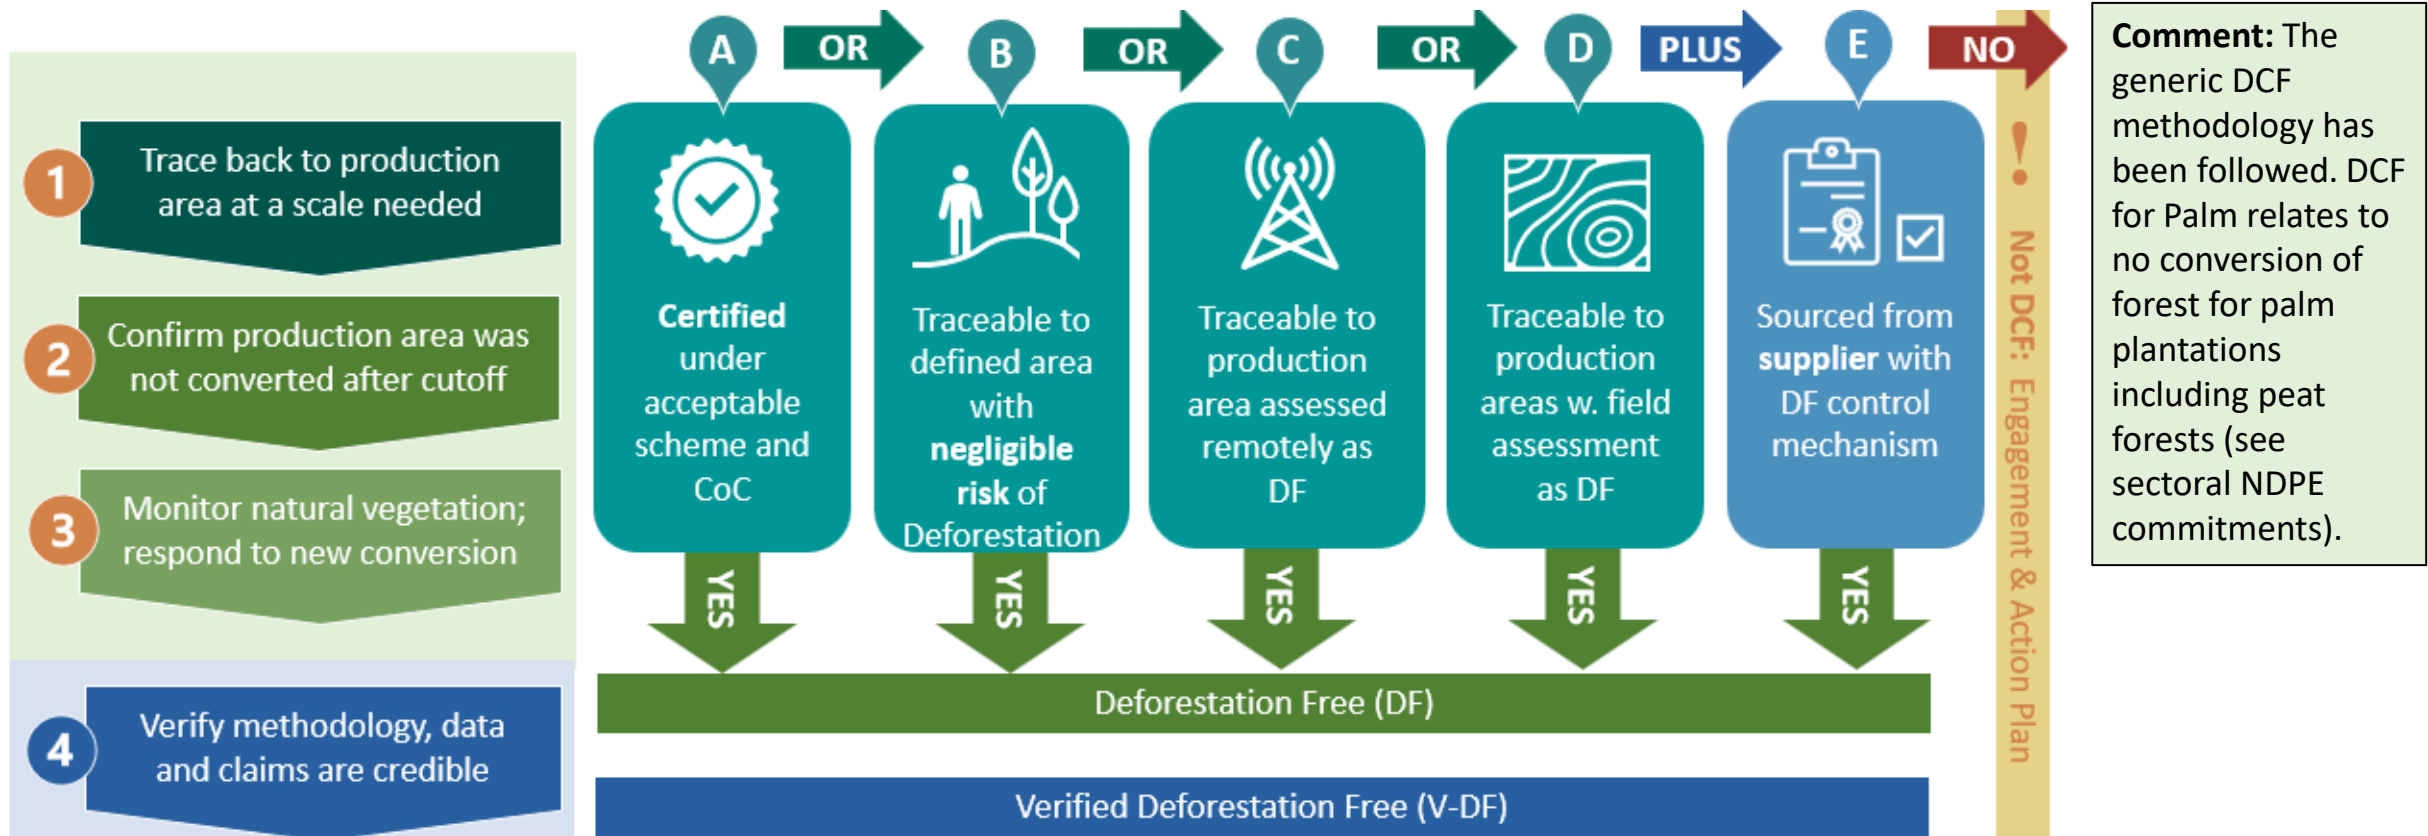 1
Trace back to production
area at a scale needed
2
Confirm production area was
not converted after cutoff
3
Monitor natural vegetation;
respond to new conversion
4
Verify methodology, data
and claims are credible
A
OR
B
OR
C
OR
D
PLUS
E
NO
Certified
under
acceptable
scheme and
CoC
Traceable to
defined area
with
negligible
risk of
Deforestation
Traceable to
production
area assessed
remotely as
DF
Traceable to
production
areas w. field
assessment
as DF
Sourced from
supplier with
DF control
mechanism
YES
YES
YES
YES
YES
Deforestation Free (DF)
Verified Deforestation Free (V-DF)
! Not DCF: Engagement & Action Plan
Comment: The
generic DCF
methodology has
been followed. DCF
for Palm relates to
no conversion of
forest for palm
plantations
including peat
forests (see
sectoral NDPE
commitments).